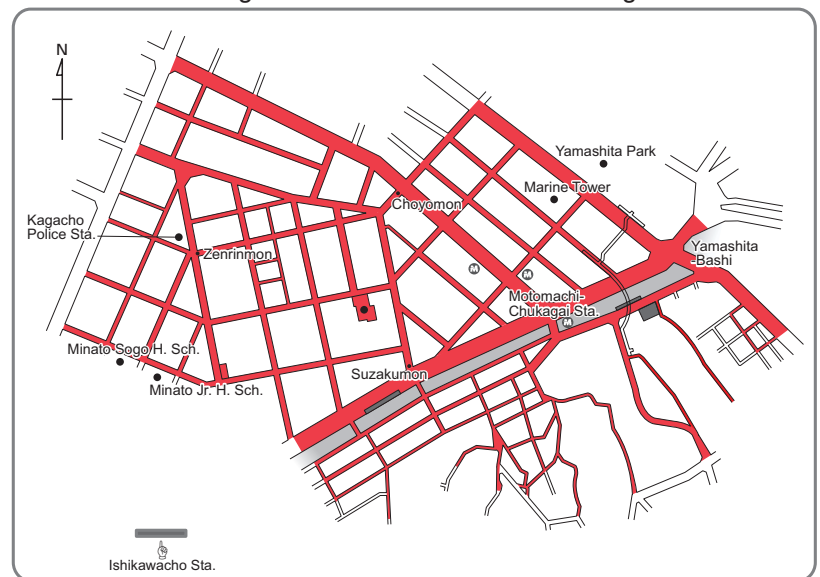 N
Yamashita Park
Marine Tower
Choyomon
Kagacho
Police Sta.
Zenrinmon
Yamashita
-Bashi
M
M
Motomachi-
Chukagai Sta.
M
Minato Sogo H. Sch.
Suzakumon
Minato Jr. H. Sch.
Ishikawacho Sta.